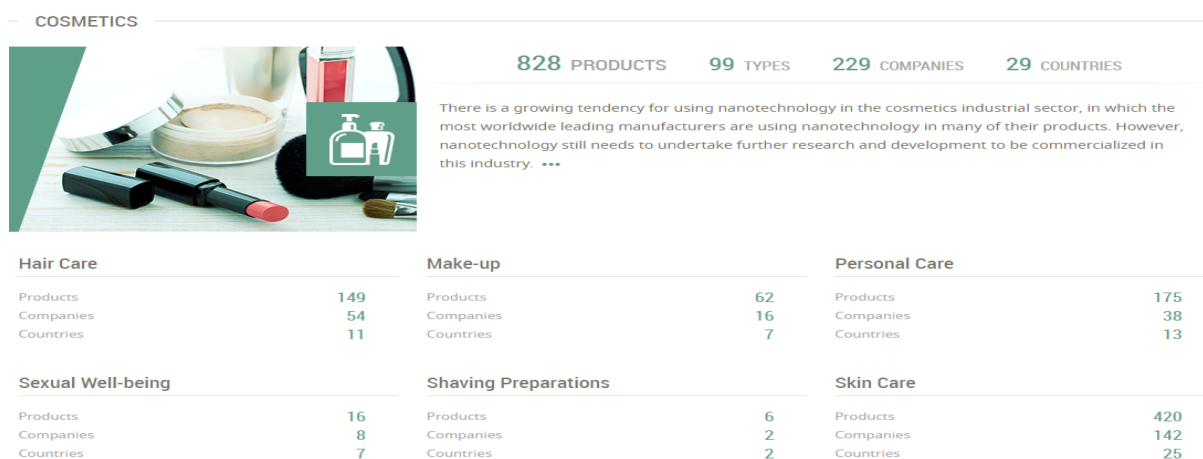 COSMETICS
828 PRODUCTS 99 TYPES 229 COMPANIES 29 COUNTRIES
There is a growing tendency for using nanotechnology in the cosmetics industrial sector, in which the
most worldwide leading manufacturers are using nanotechnology in many of their products. However,
nanotechnology still needs to undertake further research and development to be commercialized in
this industry. •••
Hair Care
Products 149
Companies 54
Countries 11
Make-up
Products 62
Companies 16
Countries 7
Personal Care
Products 175
Companies 38
Countries 13
Sexual Well-being
Products 16
Companies 8
Countries 7
Shaving Preparations
Products 6
Companies 2
Countries 2
Skin Care
Products 420
Companies 142
Countries 25